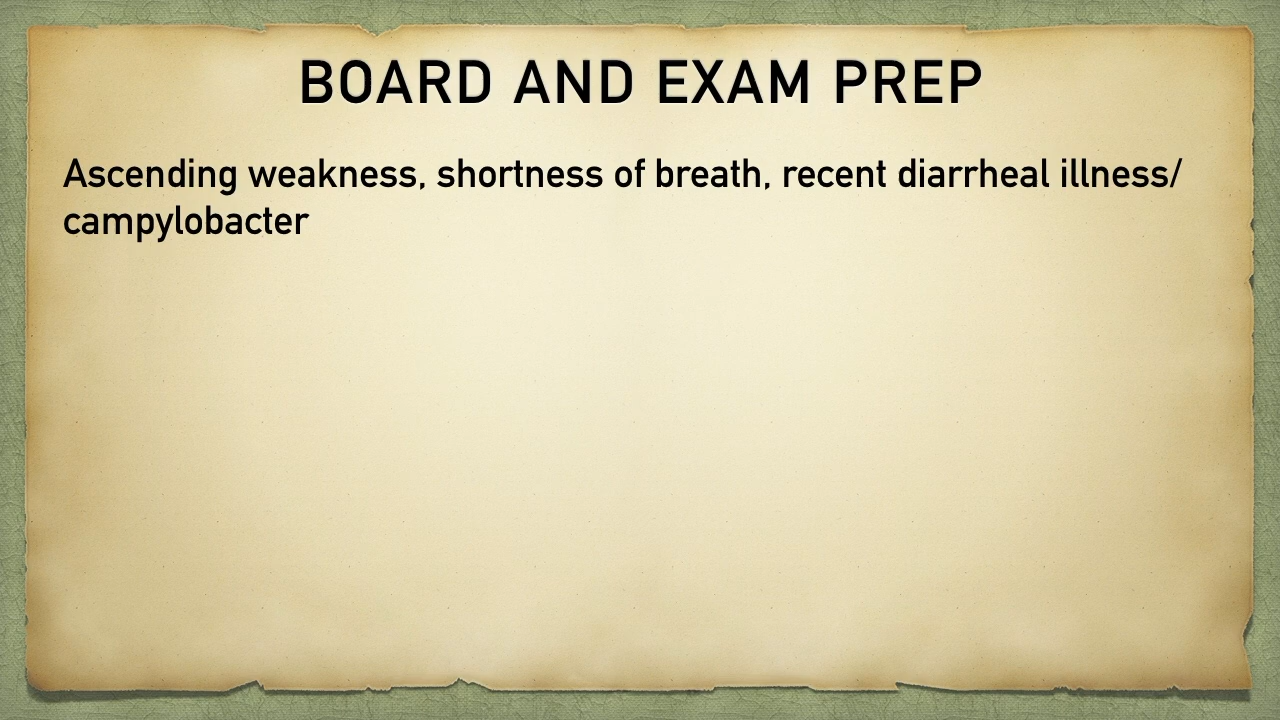 BOARD AND EXAM PREP
Ascending weakness, shortness of breath, recent diarrheal illness/
campylobacter